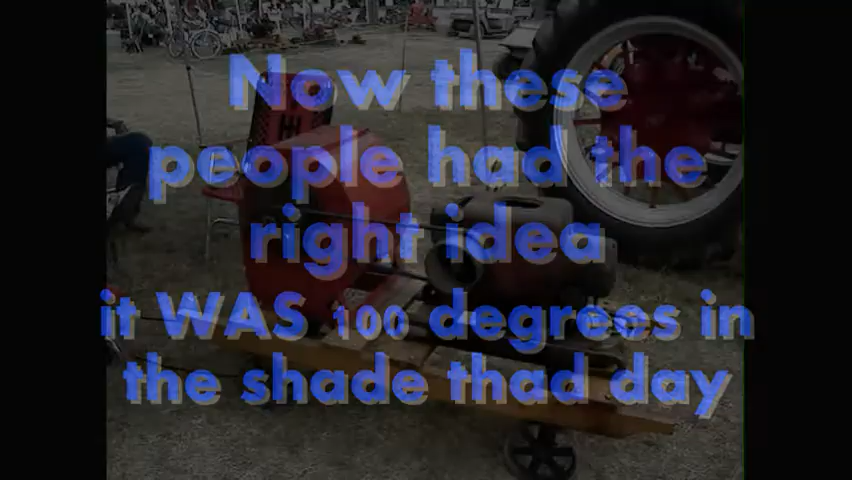 Now these
people had the
right idea
it WAS 100 degrees in
the shade thad day